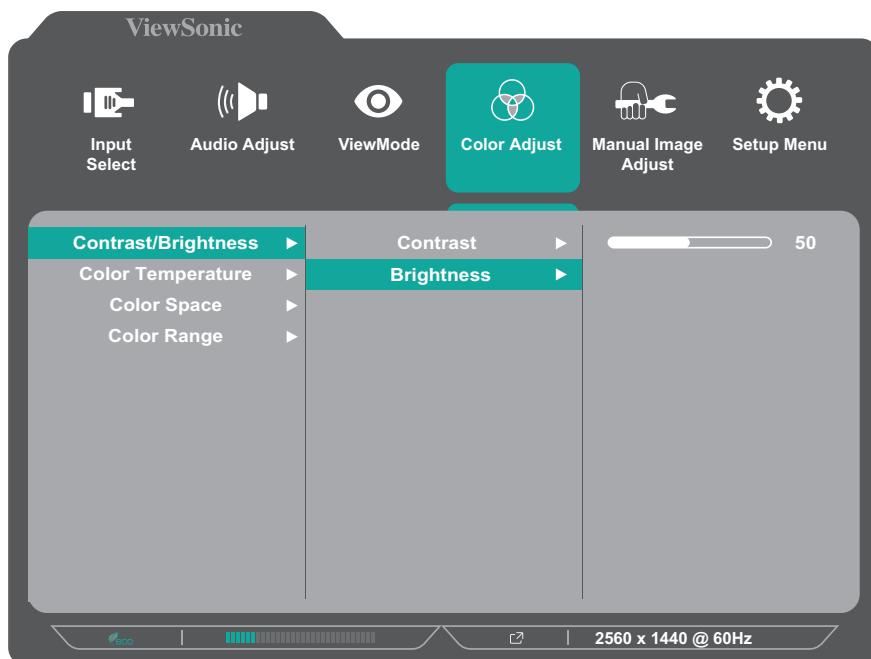 ViewSonic
Input
Select
Audio Adjust
ViewMode
Color Adjust
Manual Image
Adjust
Setup Menu
Contrast/Brightness
Contrast
50
Color Temperature
Brightness
Color Space
Color Range
eco
2560 x 1440 @ 60Hz